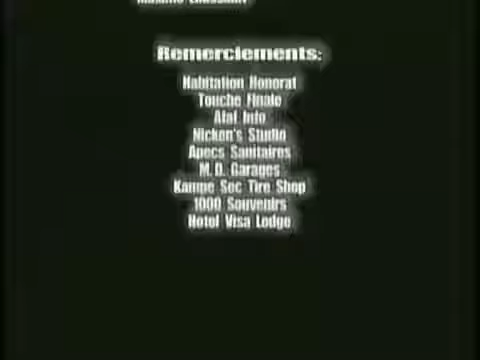 Remerciements:
Habitation Honorat
Touche Finale
Alal Info
Nicken's Studio
Apecs Sanitaires
M.D. Garages
Kampe Sec Tire Shop
1000 Souvenirs
Hotel Visa Lodge